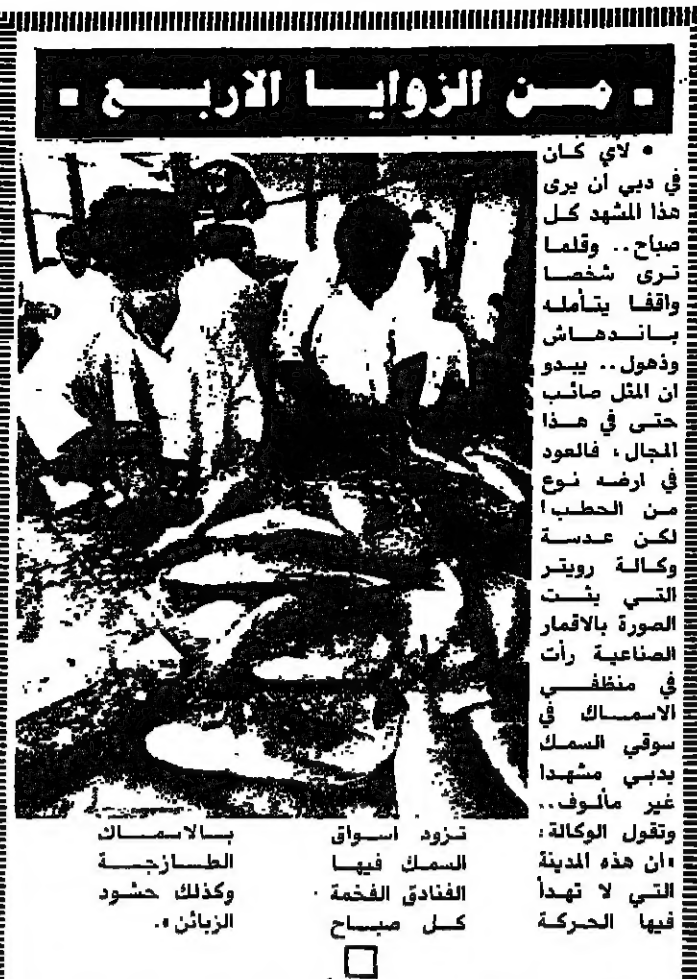 من الزوايا الاربع
• لاي كان
في دبي أن يرى
هذا المشهد كل
صباح.. وقلما
ترى شخصا
واقفا يتأمله
باندهاش
وذهول.. يبدو
ان المثل صائب
حتى في هذا
المجال، فالعود
في ارضه نوع
من الحطب!
لكن عدسة
وكالة رويتر
التي بثت
الصورة بالاقمار
الصناعية رأت
في منظفي
الاسماك في
سوقي السمك
بدبي مشهدا
غير مألوف..
وتقول الوكالة:
«ان هذه المدينة
التي لا تهدأ
فيها الحركة
تزود اسواق
السمك فيها
الفنادق الفخمة
كل صباح
بالاسماك
الطازجة
وكذلك حشود
الزبائن».